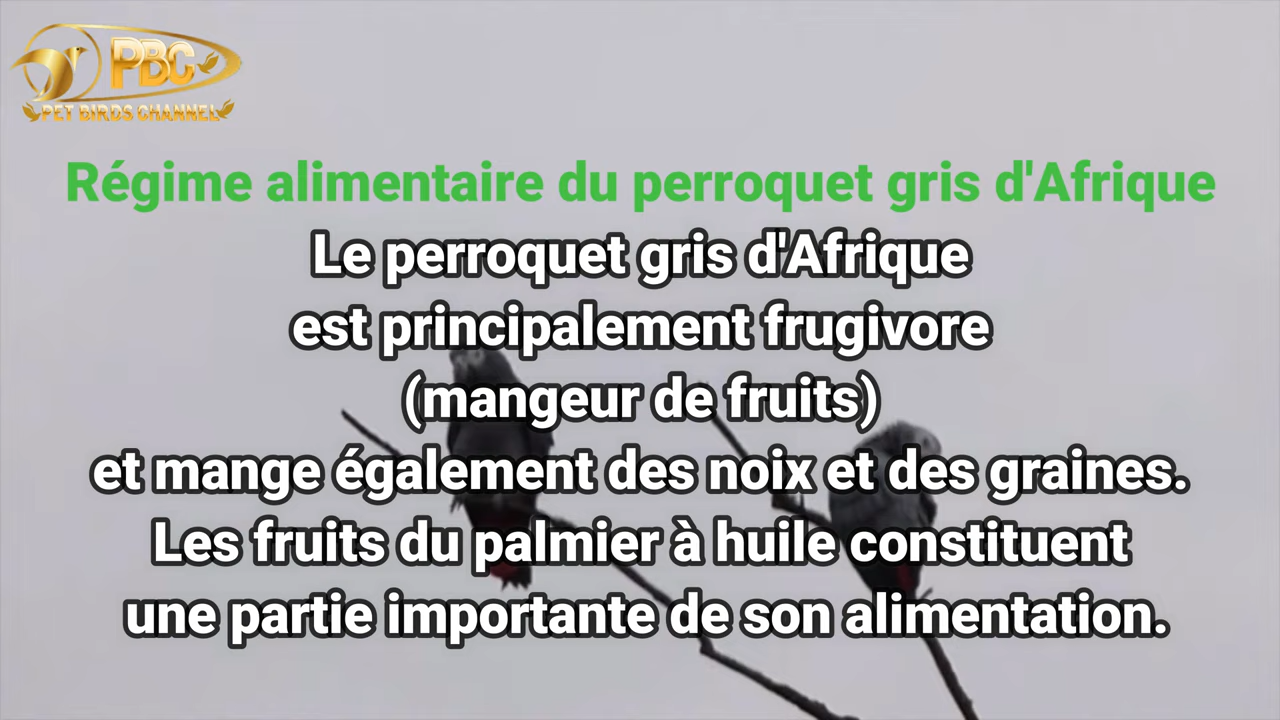 PBC
PET BIRDS CHANNEL
Régime alimentaire du perroquet gris d'Afrique
Le perroquet gris d'Afrique
est principalement frugivore
(mangeur de fruits)
et mange également des noix et des graines.
Les fruits du palmier à huile constituent
une partie importante de son alimentation.